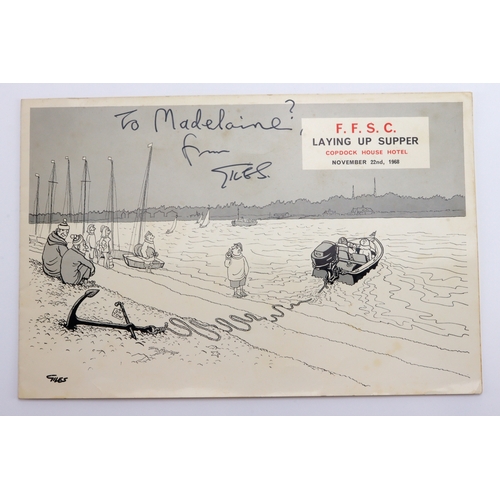 To Madelaine?,
from
GILES.
F. F. S. C.
LAYING UP SUPPER
COPDOCK HOUSE HOTEL
NOVEMBER 22nd, 1968
GILES